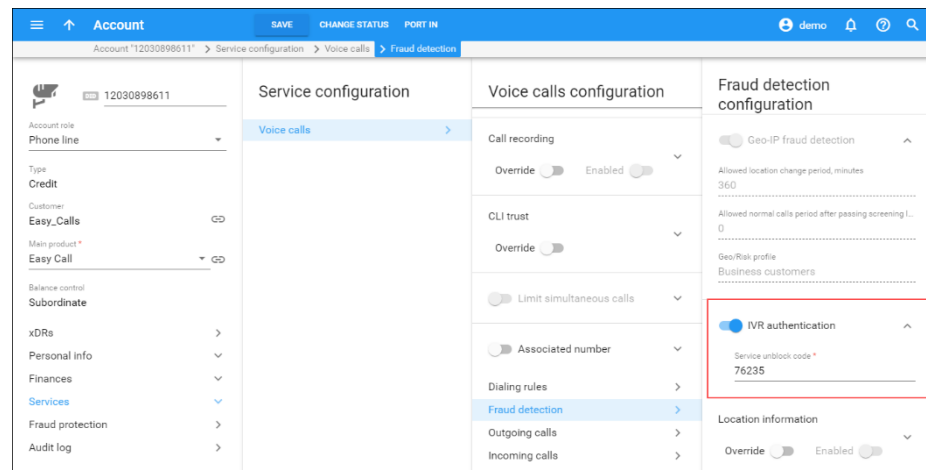 Account
SAVE
CHANGE STATUS
PORT IN
demo
Account "12030898611" > Service configuration > Voice calls > Fraud detection
12030898611
Account role
Phone line
Type
Credit
Customer
Easy_Calls
Main product *
Easy Call
Balance control
Subordinate
xDRs
Personal info
Finances
Services
Fraud protection
Audit log
Service configuration
Voice calls
Voice calls configuration
Call recording
Override
Enabled
CLI trust
Override
Limit simultaneous calls
Associated number
Dialing rules
Fraud detection
Outgoing calls
Incoming calls
Fraud detection
configuration
Geo-IP fraud detection
Allowed location change period, minutes
360
Allowed normal calls period after passing screening I...
0
Geo/Risk profile
Business customers
IVR authentication
Service unblock code *
76235
Location information
Override
Enabled